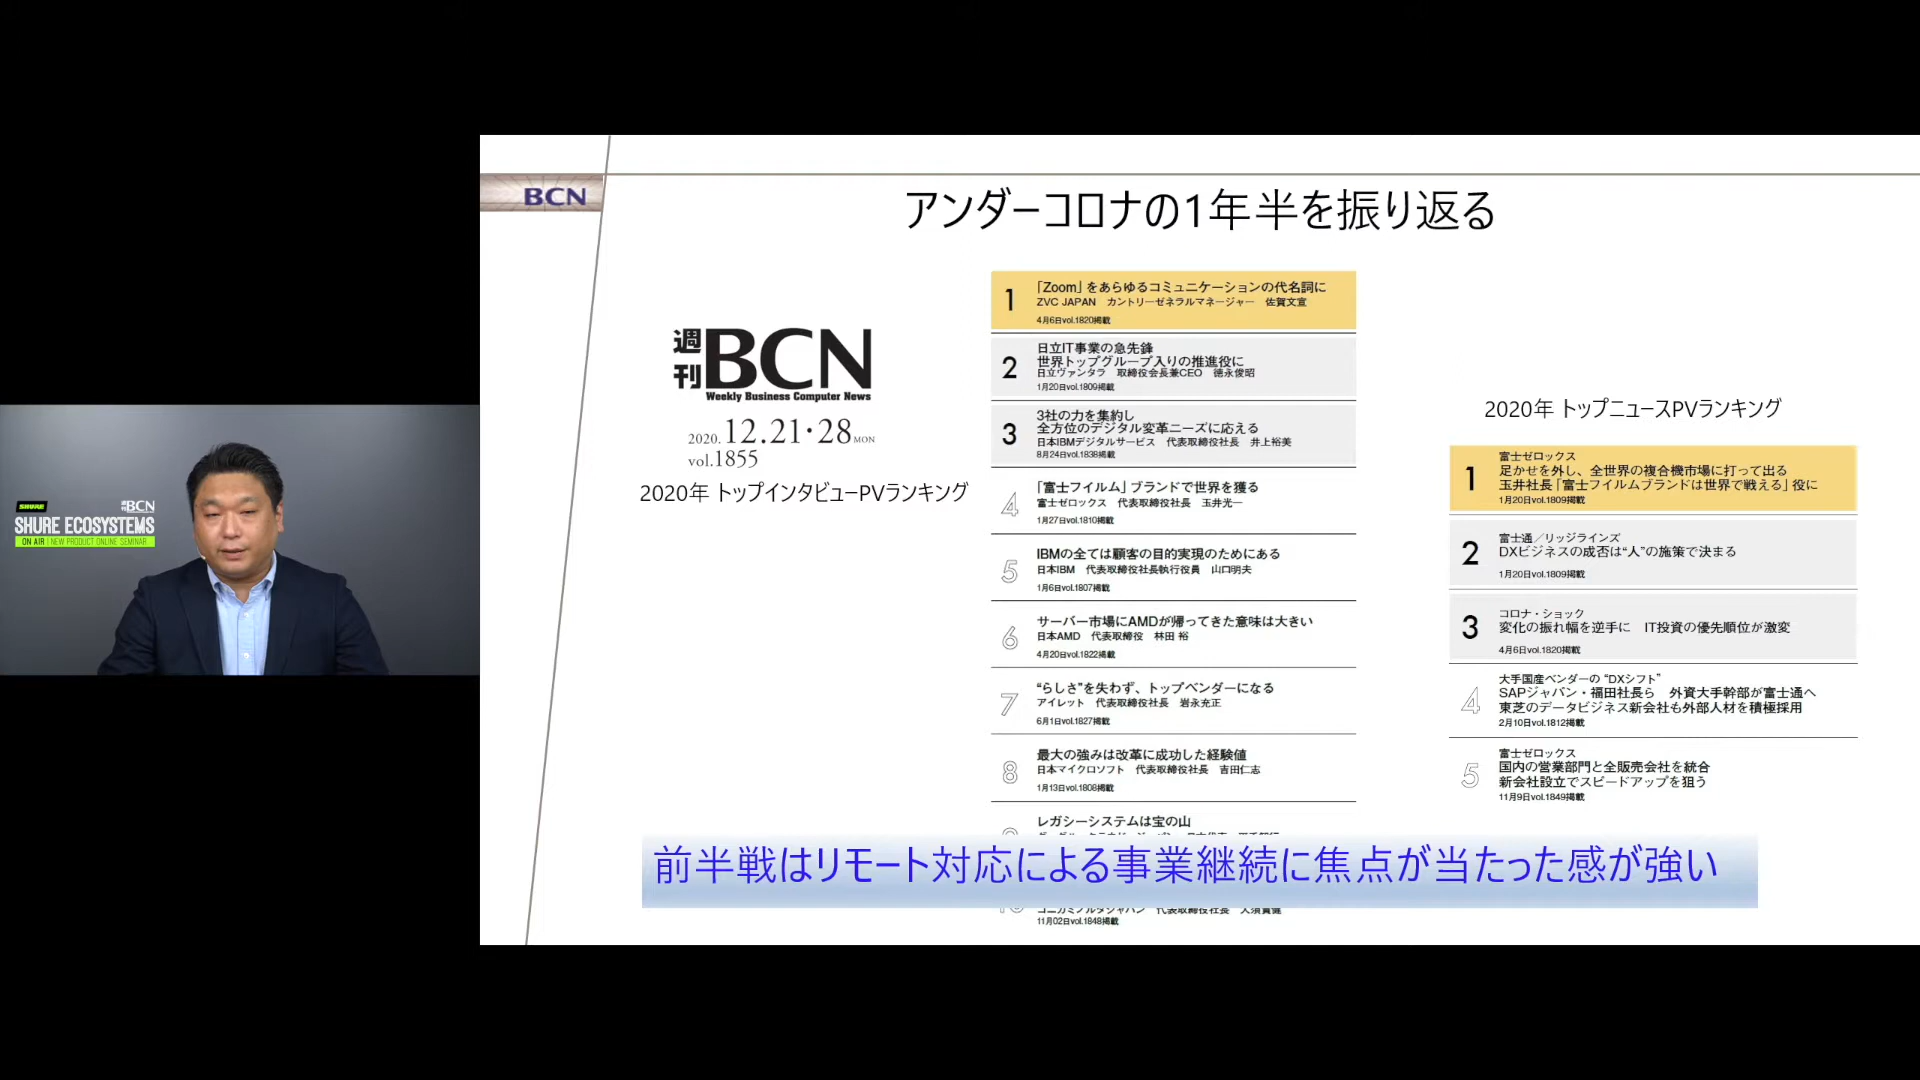 BCN
アンダーコロナの1年半を振り返る
週刊BCN
Weekly Business Computer News
2020. 12.21・28 MON
vol.1855
2020年 トップインタビューPVランキング
1
「Zoom」をあらゆるコミュニケーションの代名詞に
ZVC JAPAN カントリーゼネラルマネージャー 佐賀文宣
4月6日vol.1820掲載
2
日立IT事業の急先鋒
世界トップグループ入りの推進役に
日立ヴァンタラ 取締役会長兼CEO 徳永俊昭
1月20日vol.1809掲載
3
3社の力を集約し
全方位のデジタル変革ニーズに応える
日本IBMデジタルサービス 代表取締役社長 井上裕美
8月24日vol.1838掲載
4
「富士フイルム」ブランドで世界を獲る
富士ゼロックス 代表取締役社長 玉井光一
1月27日vol.1810掲載
5
IBMの全ては顧客の目的実現のためにある
日本IBM 代表取締役社長執行役員 山口明夫
1月6日vol.1807掲載
6
サーバー市場にAMDが帰ってきた意味は大きい
日本AMD 代表取締役 林田 裕
4月20日vol.1822掲載
7
“らしさ”を失わず、トップベンダーになる
アイレット 代表取締役社長 岩永充正
6月1日vol.1827掲載
8
最大の強みは改革に成功した経験値
日本マイクロソフト 代表取締役社長 吉田仁志
1月13日vol.1808掲載
レガシーシステムは宝の山
コニカミノルタジャパン 代表取締役社長 大須賀健
11月02日vol.1848掲載
2020年 トップニュースPVランキング
1
富士ゼロックス
足かせを外し、全世界の複合機市場に打って出る
玉井社長「富士フイルムブランドは世界で戦える」役に
1月20日vol.1809掲載
2
富士通／リッジラインズ
DXビジネスの成否は“人”の施策で決まる
1月20日vol.1809掲載
3
コロナ・ショック
変化の振れ幅を逆手に IT投資の優先順位が激変
4月6日vol.1820掲載
4
大手国産ベンダーの “DXシフト”
SAPジャパン・福田社長ら 外資大手幹部が富士通へ
東芝のデータビジネス新会社も外部人材を積極採用
2月10日vol.1812掲載
5
富士ゼロックス
国内の営業部門と全販売会社を統合
新会社設立でスピードアップを狙う
11月9日vol.1849掲載
前半戦はリモート対応による事業継続に焦点が当たった感が強い
SHURE
週刊BCN
SHURE ECOSYSTEMS
ON AIR | NEW PRODUCT ONLINE SEMINAR